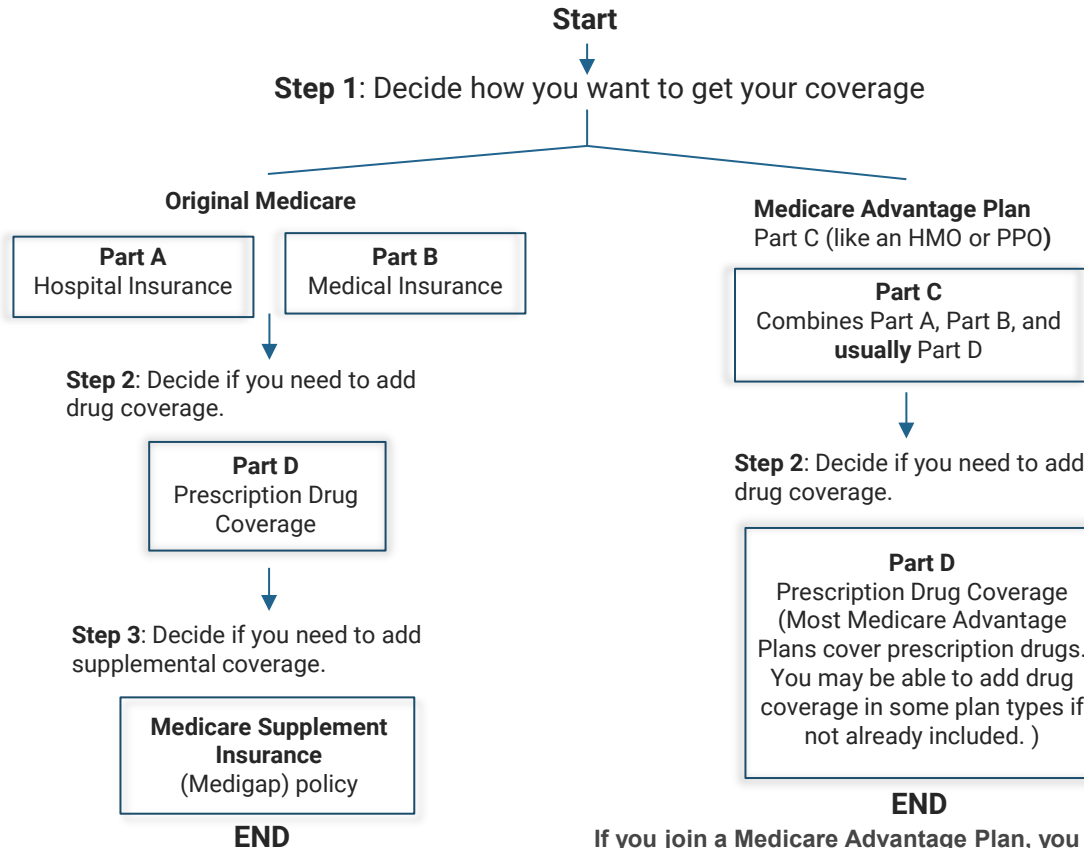 Start
Step 1: Decide how you want to get your coverage
Original Medicare
Part A
Hospital Insurance
Part B
Medical Insurance
Step 2: Decide if you need to add
drug coverage.
Part D
Prescription Drug
Coverage
Step 3: Decide if you need to add
supplemental coverage.
Medicare Supplement
Insurance
(Medigap) policy
END
Medicare Advantage Plan
Part C (like an HMO or PPO)
Part C
Combines Part A, Part B, and
usually Part D
Step 2: Decide if you need to add
drug coverage.
Part D
Prescription Drug Coverage
(Most Medicare Advantage
Plans cover prescription drugs.
You may be able to add drug
coverage in some plan types if
not already included. )
END
If you join a Medicare Advantage Plan, you